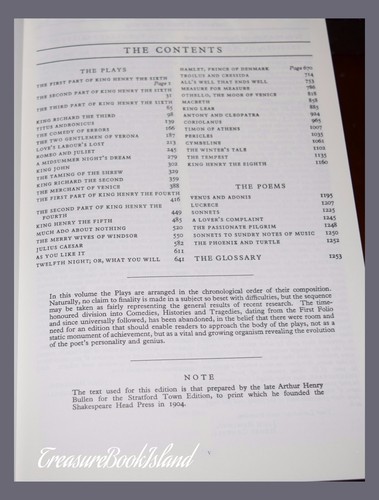 THE CONTENTS
THE PLAYS
THE FIRST PART OF KING HENRY THE SIXTH
Page 1
THE SECOND PART OF KING HENRY THE SIXTH
31
THE THIRD PART OF KING HENRY THE SIXTH
65
KING RICHARD THE THIRD 98
TITUS ANDRONICUS 139
THE COMEDY OF ERRORS 166
THE TWO GENTLEMEN OF VERONA 187
LOVE'S LABOUR'S LOST 213
ROMEO AND JULIET 245
A MIDSUMMER NIGHT'S DREAM 279
KING JOHN 302
THE TAMING OF THE SHREW 329
KING RICHARD THE SECOND 359
THE MERCHANT OF VENICE 388
THE FIRST PART OF KING HENRY THE FOURTH
416
THE SECOND PART OF KING HENRY THE
FOURTH 449
KING HENRY THE FIFTH 485
MUCH ADO ABOUT NOTHING 520
THE MERRY WIVES OF WINDSOR 550
JULIUS CAESAR 582
AS YOU LIKE IT 611
TWELFTH NIGHT; OR, WHAT YOU WILL 641
HAMLET, PRINCE OF DENMARK Page 670
TROILUS AND CRESSIDA 714
ALL'S WELL THAT ENDS WELL 753
MEASURE FOR MEASURE 786
OTHELLO, THE MOOR OF VENICE 818
MACBETH 858
KING LEAR 883
ANTONY AND CLEOPATRA 924
CORIOLANUS 965
TIMON OF ATHENS 1007
PERICLES 1035
CYMBELINE 1061
THE WINTER'S TALE 1102
THE TEMPEST 1135
KING HENRY THE EIGHTH 1160
THE POEMS
VENUS AND ADONIS 1195
LUCRECE 1207
SONNETS 1225
A LOVER'S COMPLAINT 1245
THE PASSIONATE PILGRIM 1248
SONNETS TO SUNDRY NOTES OF MUSIC 1250
THE PHOENIX AND TURTLE 1252
THE GLOSSARY 1253
In this volume the Plays are arranged in the chronological order of their composition.
Naturally, no claim to finality is made in a subject so beset with difficulties, but the sequence
may be taken as fairly representing the general results of recent research. The time-
honoured division into Comedies, Histories and Tragedies, dating from the First Folio
and since universally followed, has been abandoned, in the belief that there were room and
need for an edition that should enable readers to approach the body of the plays, not as a
static monument of achievement, but as a vital and growing organism revealing the evolution
of the poet's personality and genius.
NOTE
The text used for this edition is that prepared by the late Arthur Henry
Bullen for the Stratford Town Edition, to print which he founded the
Shakespeare Head Press in 1904.
TreasureBookIsland